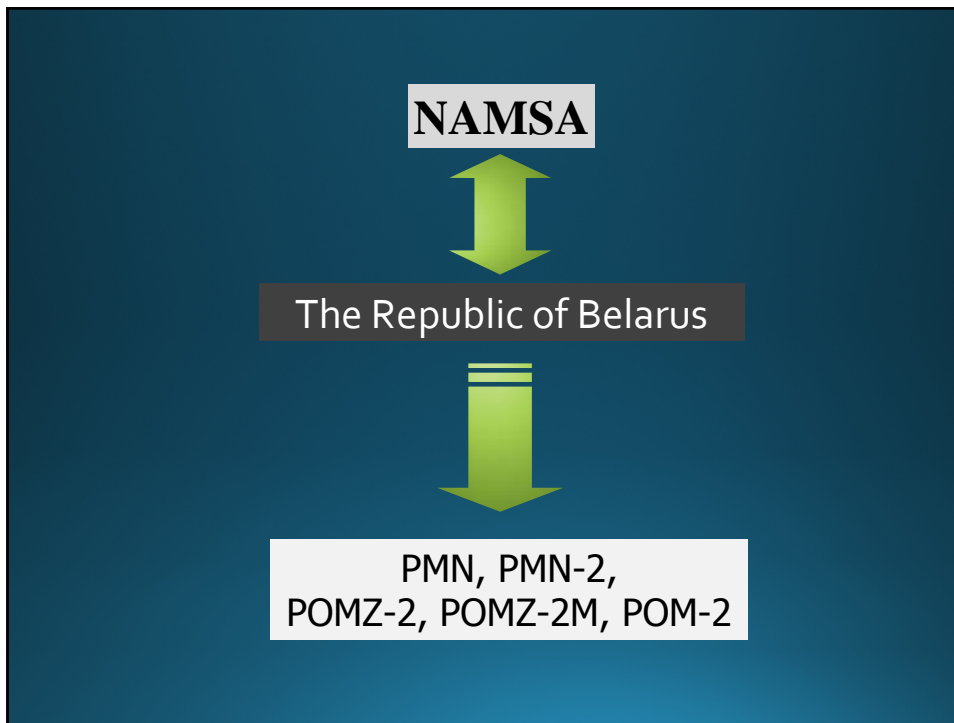 NAMSA
The Republic of Belarus
PMN, PMN-2,
POMZ-2, POMZ-2M, POM-2